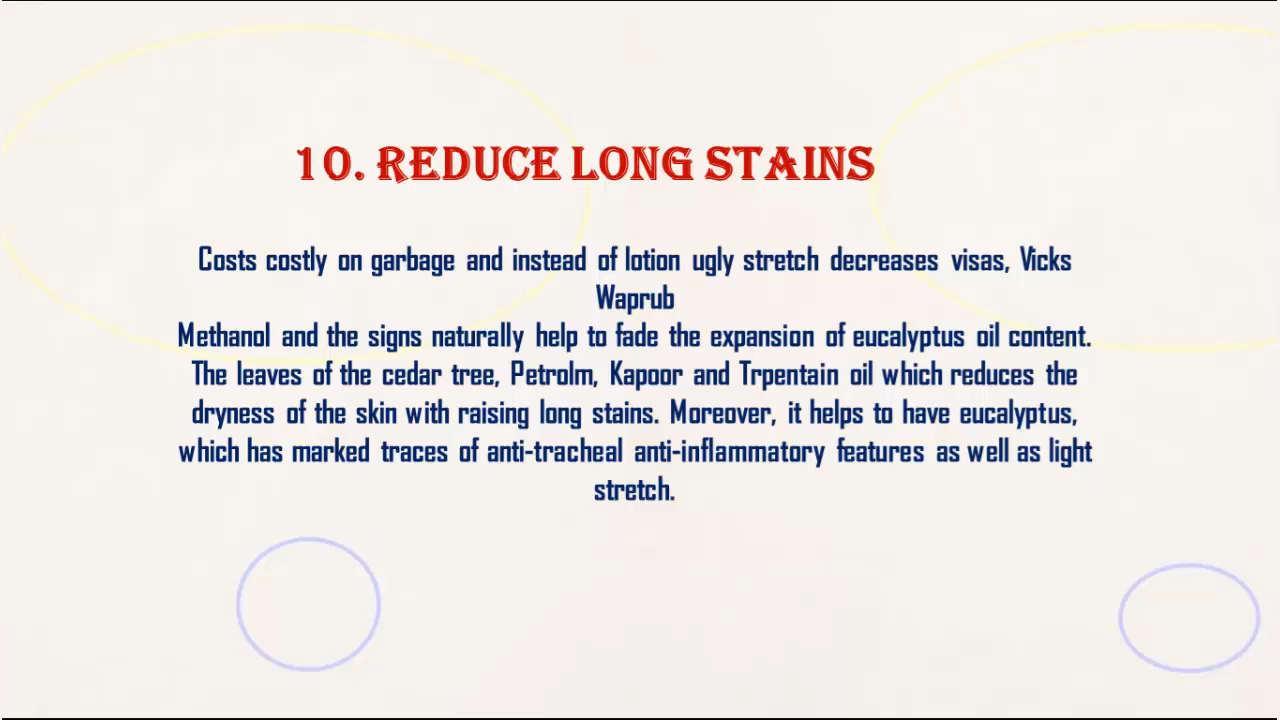 10. REDUCE LONG STAINS
Costs costly on garbage and instead of lotion ugly stretch decreases visas, Vicks
Waprub
Methanol and the signs naturally help to fade the expansion of eucalyptus oil content.
The leaves of the cedar tree, Petrolm, Kapoor and Trpentain oil which reduces the
dryness of the skin with raising long stains. Moreover, it helps to have eucalyptus,
which has marked traces of anti-tracheal anti-inflammatory features as well as light
stretch.